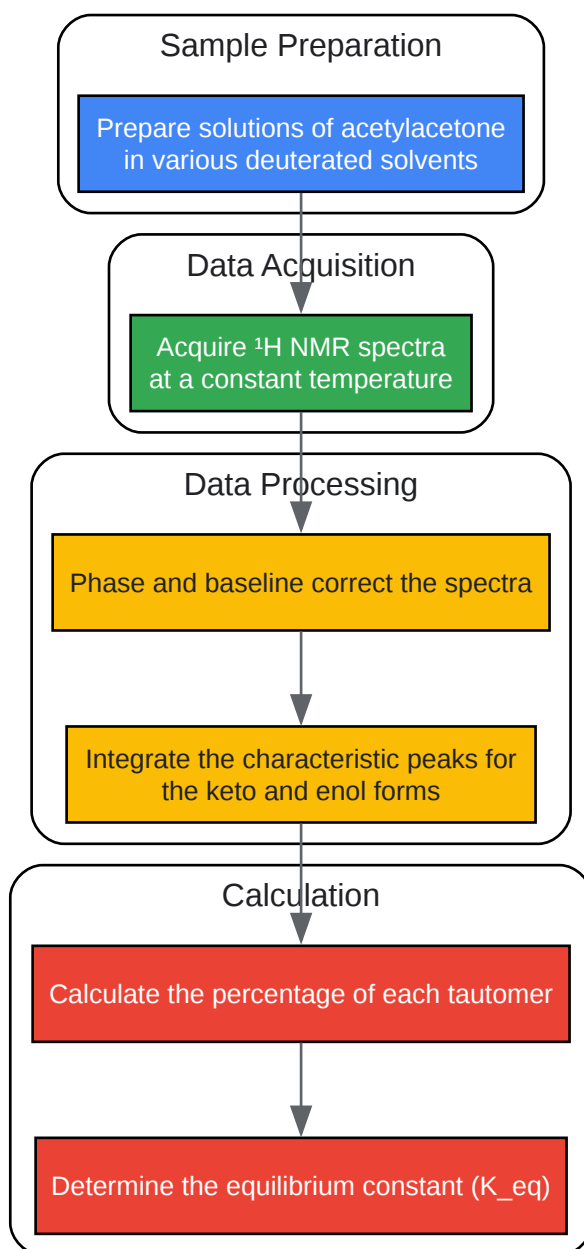 Sample Preparation
Prepare solutions of acetylacetone
in various deuterated solvents
Data Acquisition
Acquire ¹H NMR spectra
at a constant temperature
Data Processing
Phase and baseline correct the spectra
Integrate the characteristic peaks for
the keto and enol forms
Calculation
Calculate the percentage of each tautomer
Determine the equilibrium constant (K_eq)